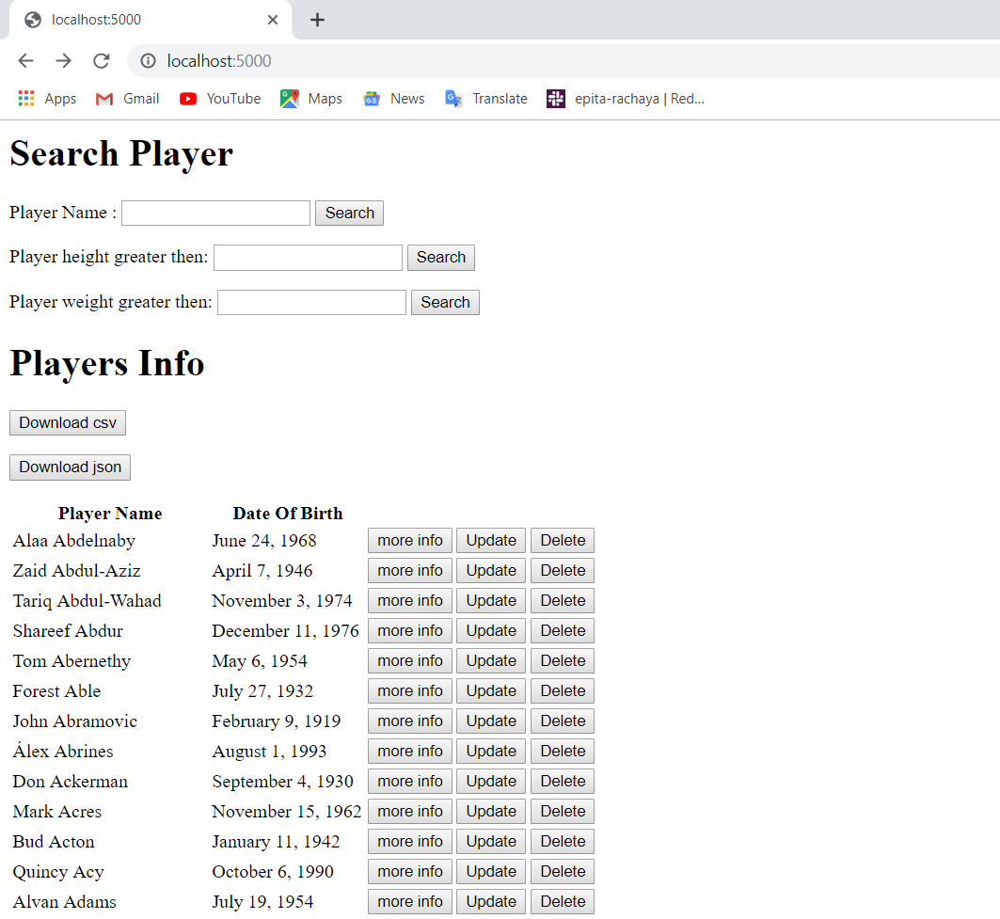 localhost:5000
localhost:5000
Apps Gmail YouTube Maps News Translate epita-rachaya | Red...
Search Player
Player Name : Search
Player height greater then: Search
Player weight greater then: Search
Players Info
Download csv
Download json
Player Name Date Of Birth
Alaa Abdelnaby June 24, 1968 more info Update Delete
Zaid Abdul-Aziz April 7, 1946 more info Update Delete
Tariq Abdul-Wahad November 3, 1974 more info Update Delete
Shareef Abdur December 11, 1976 more info Update Delete
Tom Abernethy May 6, 1954 more info Update Delete
Forest Able July 27, 1932 more info Update Delete
John Abramovic February 9, 1919 more info Update Delete
Álex Abrines August 1, 1993 more info Update Delete
Don Ackerman September 4, 1930 more info Update Delete
Mark Acres November 15, 1962 more info Update Delete
Bud Acton January 11, 1942 more info Update Delete
Quincy Acy October 6, 1990 more info Update Delete
Alvan Adams July 19, 1954 more info Update Delete